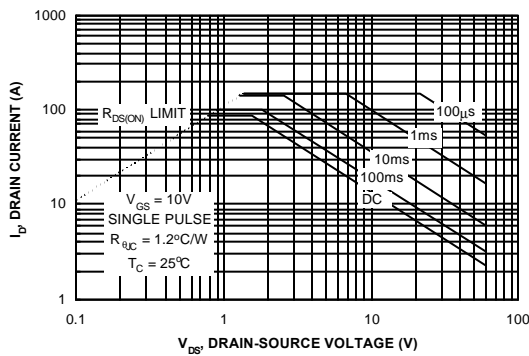 1000
100
10
1
I_D, DRAIN CURRENT (A)
R_DS(ON) LIMIT
100μs
1ms
10ms
100ms
DC
V_GS = 10V
SINGLE PULSE
R_θJC = 1.2°C/W
T_C = 25°C
0.1 1 10 100
V_DS, DRAIN-SOURCE VOLTAGE (V)